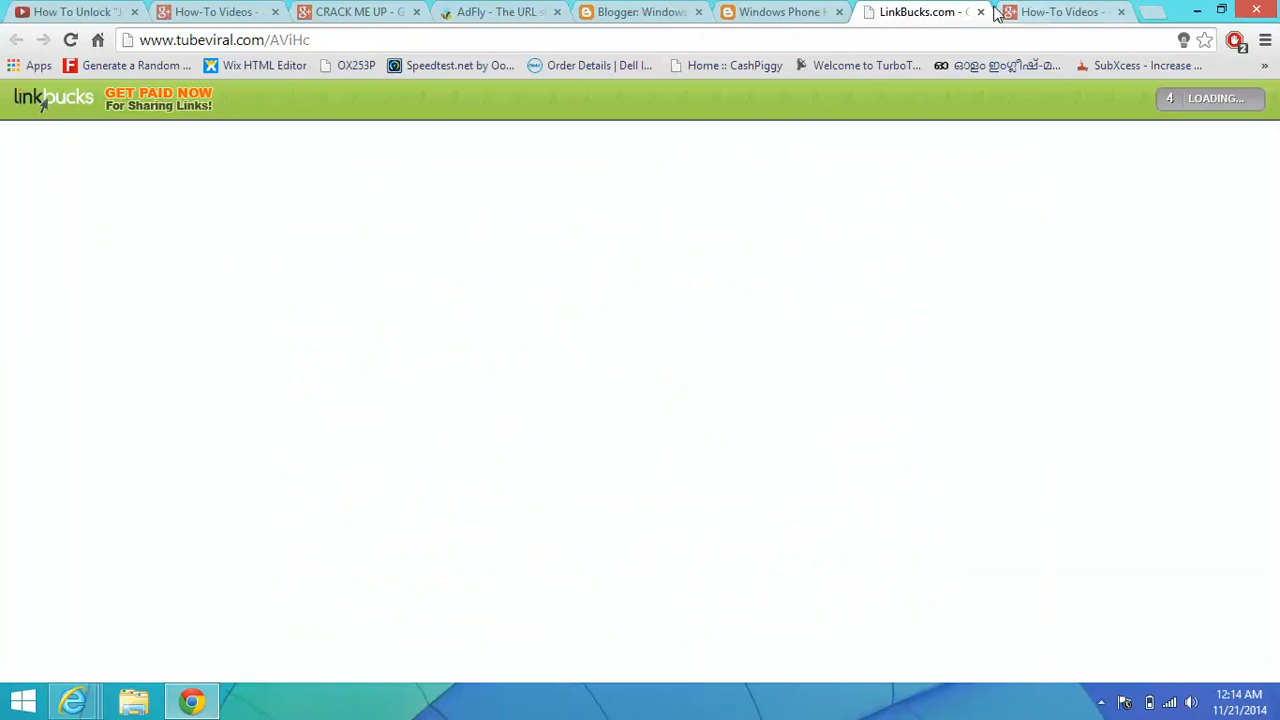 How To Unlock "J
How-To Videos -
CRACK ME UP - G
AdFly - The URL s
Blogger: Windows
Windows Phone H
LinkBucks.com - C
How-To Videos -
www.tubeviral.com/AViHc
2
Apps
Generate a Random ...
Wix HTML Editor
OX253P
Speedtest.net by Oo...
Order Details | Dell I...
Home :: CashPiggy
Welcome to TurboT...
ഓ ഓളം ഇംഗ്ലീഷ്-മ...
SubXcess - Increase ...
»
linkbucks
GET PAID NOW
For Sharing Links!
4 LOADING...
12:14 AM
11/21/2014